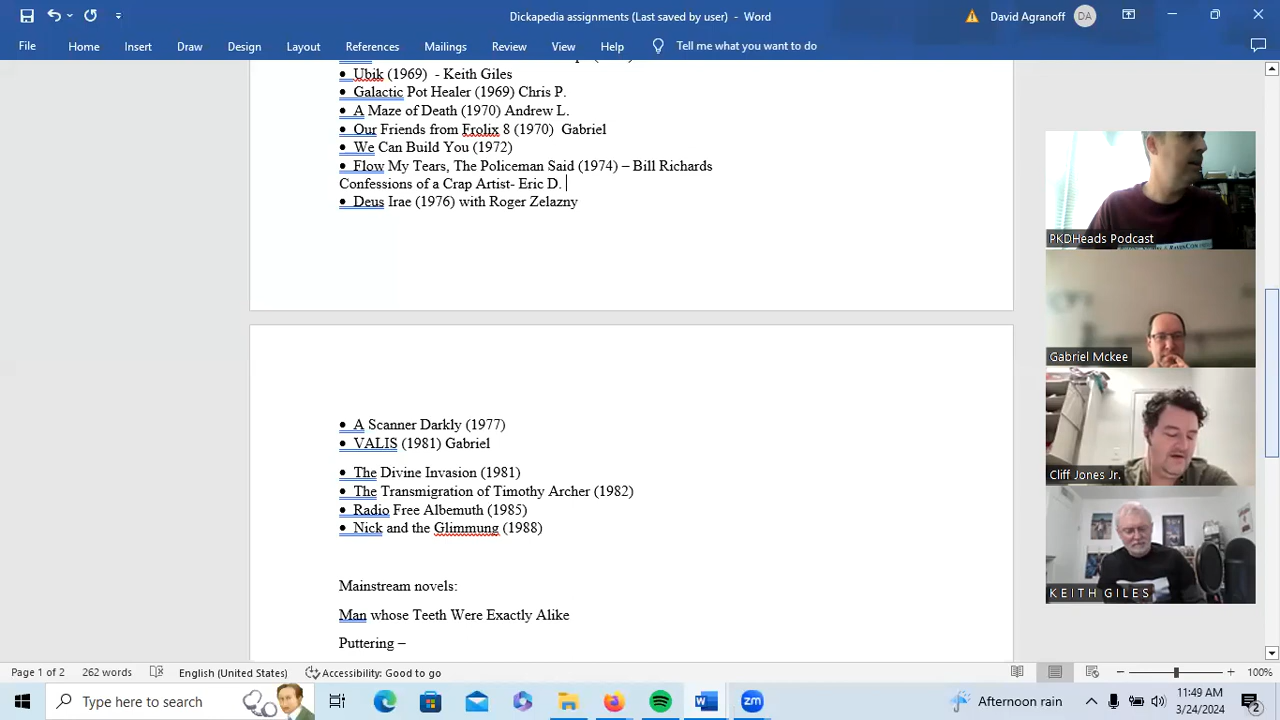 Dickapedia agranoff (Last saved by user) - Word
David Agranoff
DA
File
Home
Insert
Draw
Design
Layout
References
Mailings
Review
View
Help
Tell me what you want to do
• Ubik (1969) - Keith Giles
• Galactic Pot Healer (1969) Chris P.
• A Maze of Death (1970) Andrew L.
• Our Friends from Frolix 8 (1970) Gabriel
• We Can Build You (1972)
• Flow My Tears, The Policeman Said (1974) – Bill Richards
Confessions of a Crap Artist- Eric D.
• Deus Irae (1976) with Roger Zelazny
• A Scanner Darkly (1977)
• VALIS (1981) Gabriel
• The Divine Invasion (1981)
• The Transmigration of Timothy Archer (1982)
• Radio Free Albemuth (1985)
• Nick and the Glimmung (1988)
Mainstream novels:
Man whose Teeth Were Exactly Alike
Puttering –
PKDHeads Podcast
Gabriel Mckee
Cliff Jones Jr.
KEITH GILES
Page 1 of 2
262 words
English (United States)
Accessibility: Good to go
100%
Type here to search
Afternoon rain
11:49 AM
3/24/2024
2